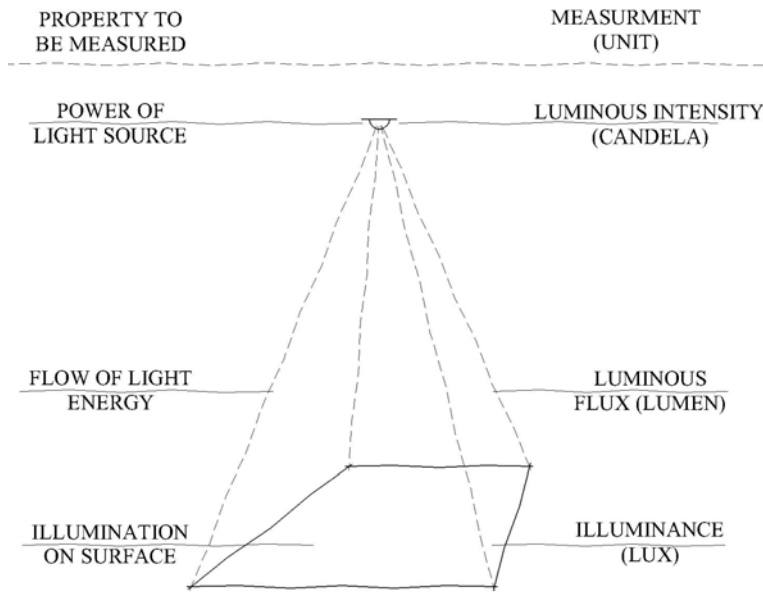 PROPERTY TO
BE MEASURED
MEASURMENT
(UNIT)
POWER OF
LIGHT SOURCE
LUMINOUS INTENSITY
(CANDELA)
FLOW OF LIGHT
ENERGY
LUMINOUS
FLUX (LUMEN)
ILLUMINATION
ON SURFACE
ILLUMINANCE
(LUX)